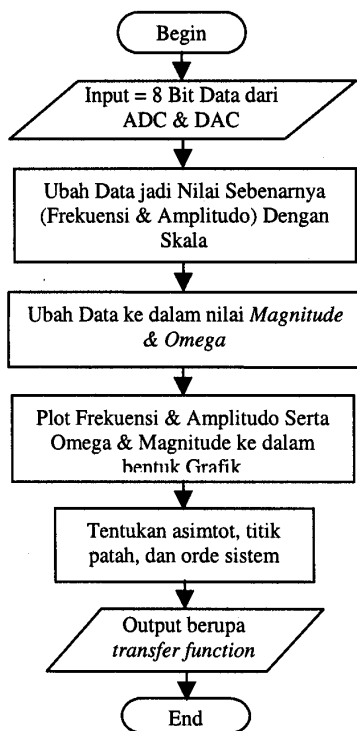 Begin
Input = 8 Bit Data dari
ADC & DAC
Ubah Data jadi Nilai Sebenarnya
(Frekuensi & Amplitudo) Dengan
Skala
Ubah Data ke dalam nilai Magnitude
& Omega
Plot Frekuensi & Amplitudo Serta
Omega & Magnitude ke dalam
bentuk Grafik
Tentukan asimtot, titik
patah, dan orde sistem
Output berupa
transfer function
End